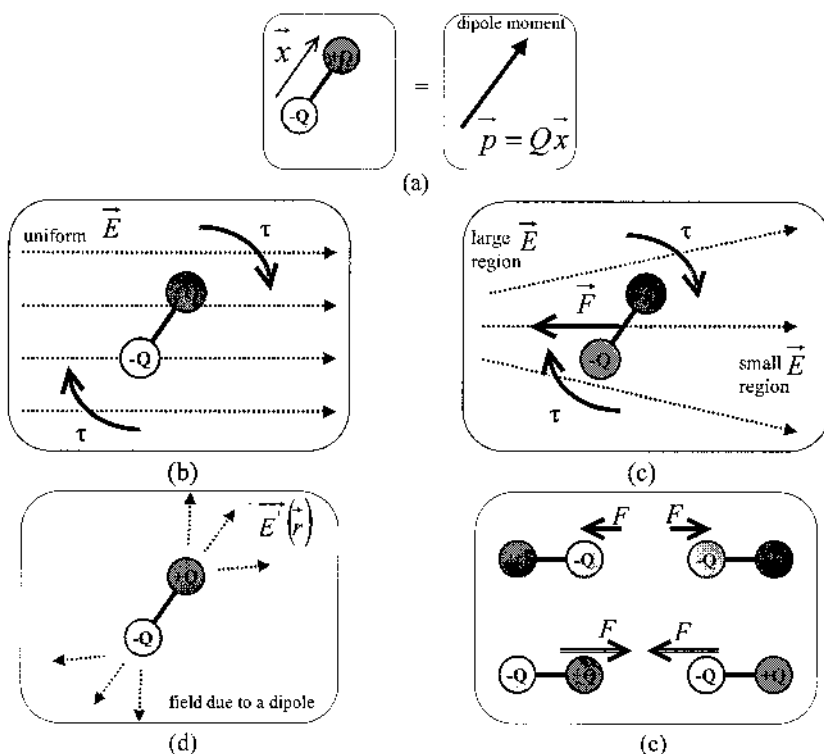 dipole moment
x
+Q
-Q
=
p = Qx
(a)
uniform E
τ
-Q
τ
(b)
large E
region
τ
F
-Q
small E
region
τ
(c)
E'(r)
+Q
-Q
field due to a dipole
(d)
F F
-Q -Q
F F
-Q +Q -Q +Q
(e)